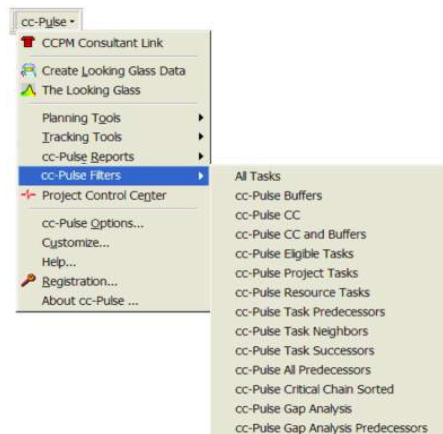 cc-Pulse
CCPM Consultant Link
Create Looking Glass Data
The Looking Glass
Planning Tools
Tracking Tools
cc-Pulse Reports
cc-Pulse Filters
Project Control Center
cc-Pulse Options...
Customize...
Help...
Registration...
About cc-Pulse ...
All Tasks
cc-Pulse Buffers
cc-Pulse CC
cc-Pulse CC and Buffers
cc-Pulse Eligible Tasks
cc-Pulse Project Tasks
cc-Pulse Resource Tasks
cc-Pulse Task Predecessors
cc-Pulse Task Neighbors
cc-Pulse Task Successors
cc-Pulse All Predecessors
cc-Pulse Critical Chain Sorted
cc-Pulse Gap Analysis
cc-Pulse Gap Analysis Predecessors